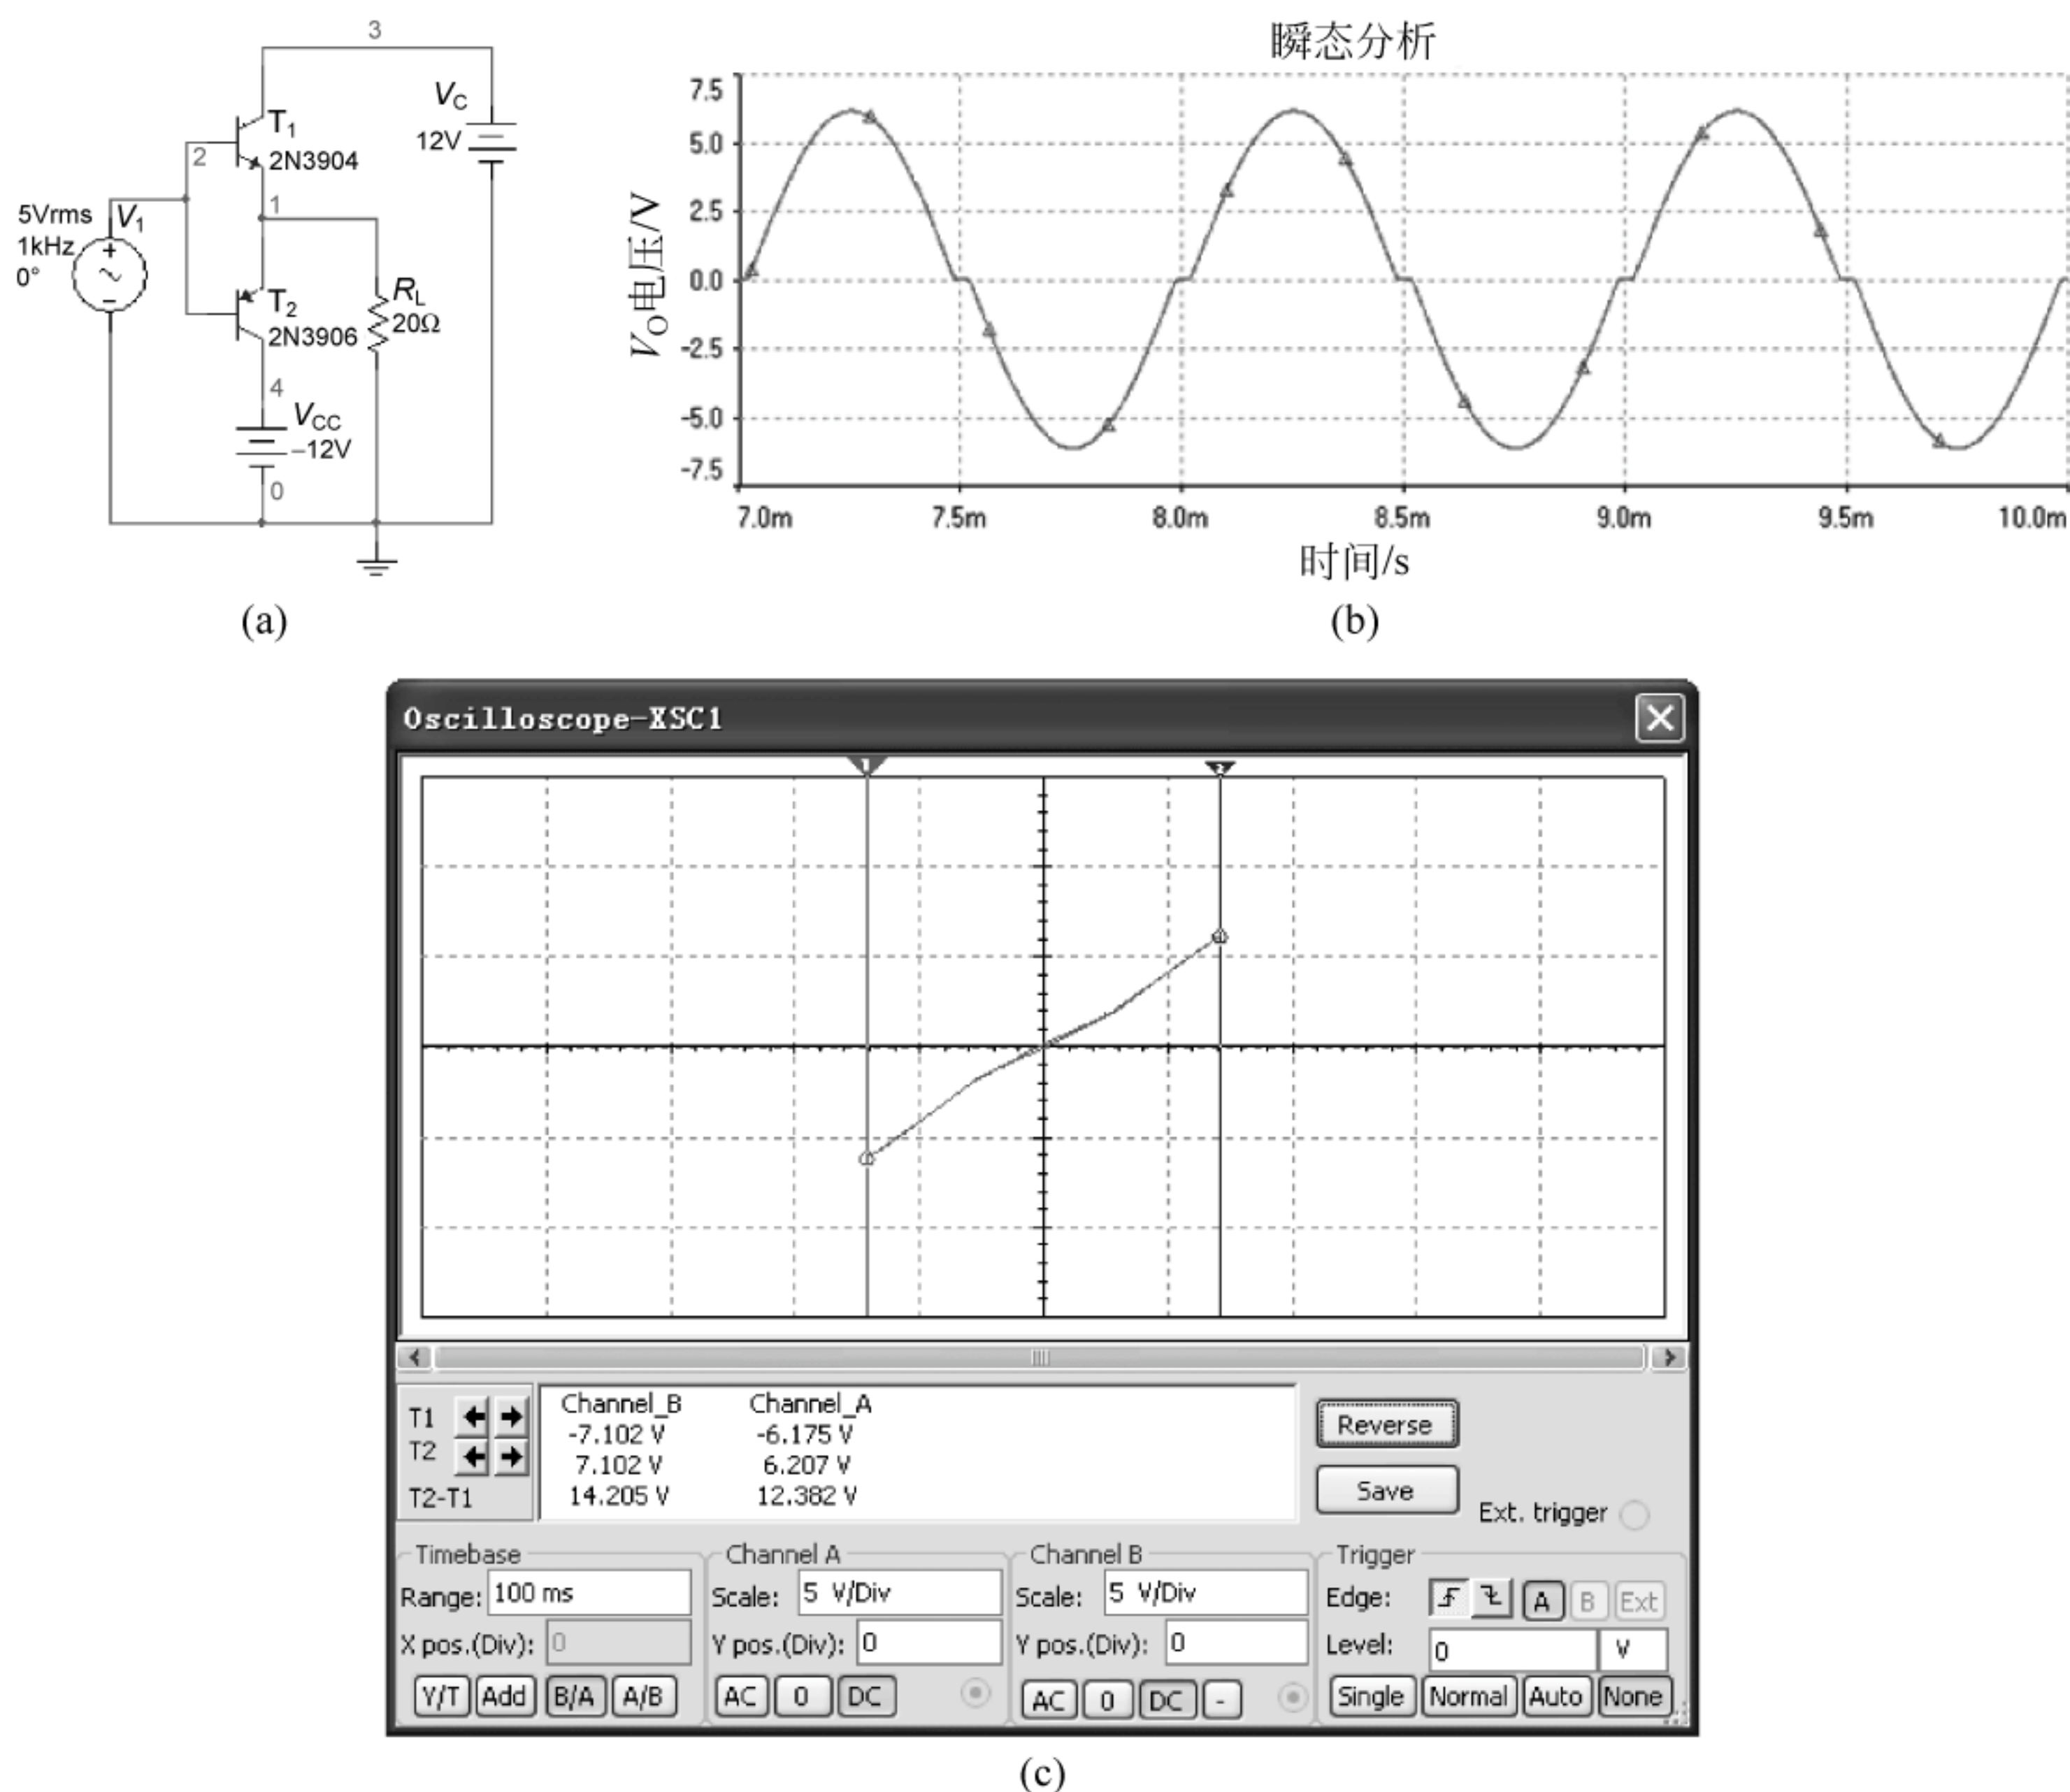 3
V_C
12V
T₁
2N3904
2
1
5Vrms
V₁
1kHz
0°
T₂
2N3906
R_L
20Ω
4
V_CC
−12V
0
(a)
瞬态分析
V_O电压/V
7.5
5.0
2.5
0.0
-2.5
-5.0
-7.5
7.0m 7.5m 8.0m 8.5m 9.0m 9.5m 10.0m
时间/s
(b)
Oscilloscope-XSC1
1 2
Channel_B Channel_A
T1 -7.102 V -6.175 V
T2 7.102 V 6.207 V
T2-T1 14.205 V 12.382 V
Reverse
Save
Ext. trigger
Timebase
Range: 100 ms
X pos.(Div): 0
Y/T Add B/A A/B
Channel A
Scale: 5 V/Div
Y pos.(Div): 0
AC 0 DC
Channel B
Scale: 5 V/Div
Y pos.(Div): 0
AC 0 DC -
Trigger
Edge: A B Ext
Level: 0 V
Single Normal Auto None
(c)